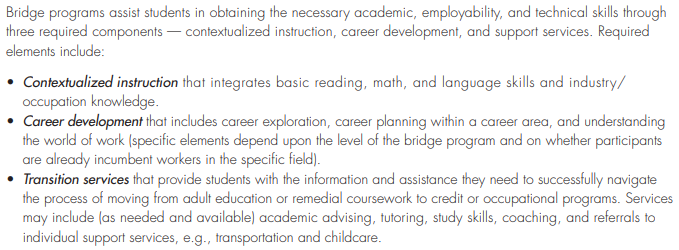 Bridge programs assist students in obtaining the necessary academic, employability, and technical skills through
three required components — contextualized instruction, career development, and support services. Required
elements include:
• Contextualized instruction that integrates basic reading, math, and language skills and industry/
occupation knowledge.
• Career development that includes career exploration, career planning within a career area, and understanding
the world of work (specific elements depend upon the level of the bridge program and on whether participants
are already incumbent workers in the specific field).
• Transition services that provide students with the information and assistance they need to successfully navigate
the process of moving from adult education or remedial coursework to credit or occupational programs. Services
may include (as needed and available) academic advising, tutoring, study skills, coaching, and referrals to
individual support services, e.g., transportation and childcare.